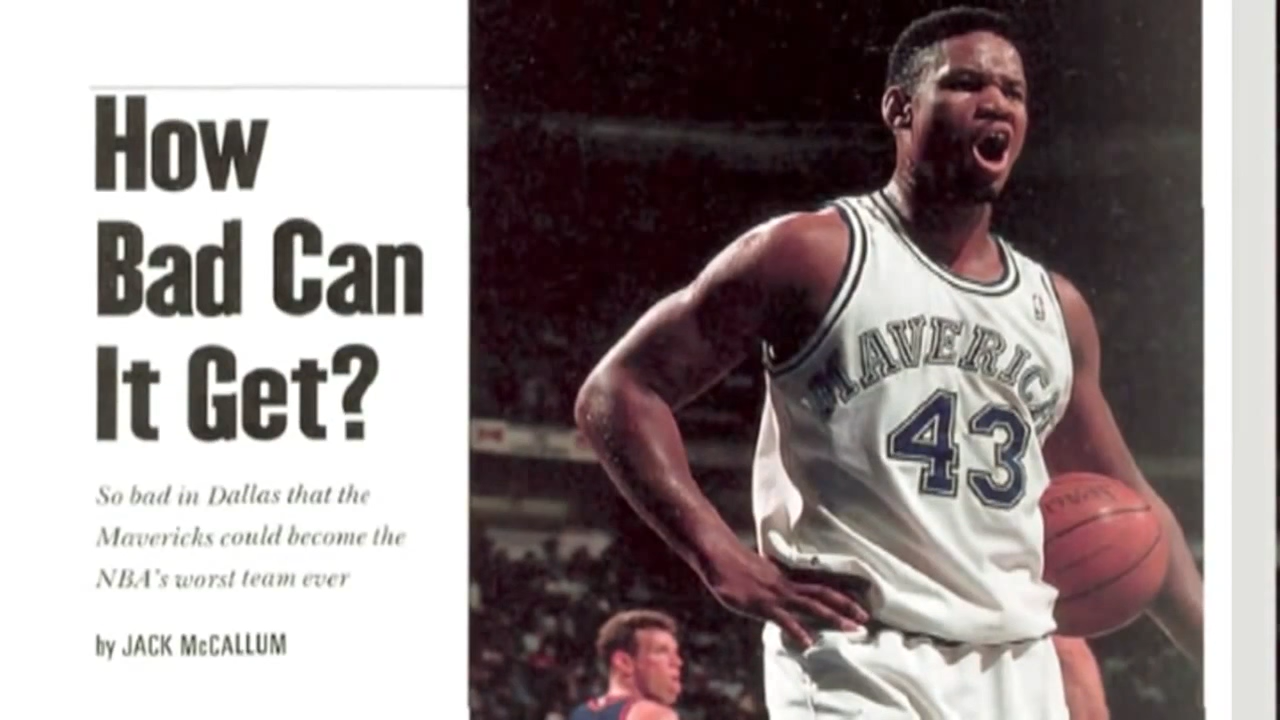 How
Bad Can
It Get?
So bad in Dallas that the
Mavericks could become the
NBA's worst team ever
by JACK McCALLUM
MAVERICK
43